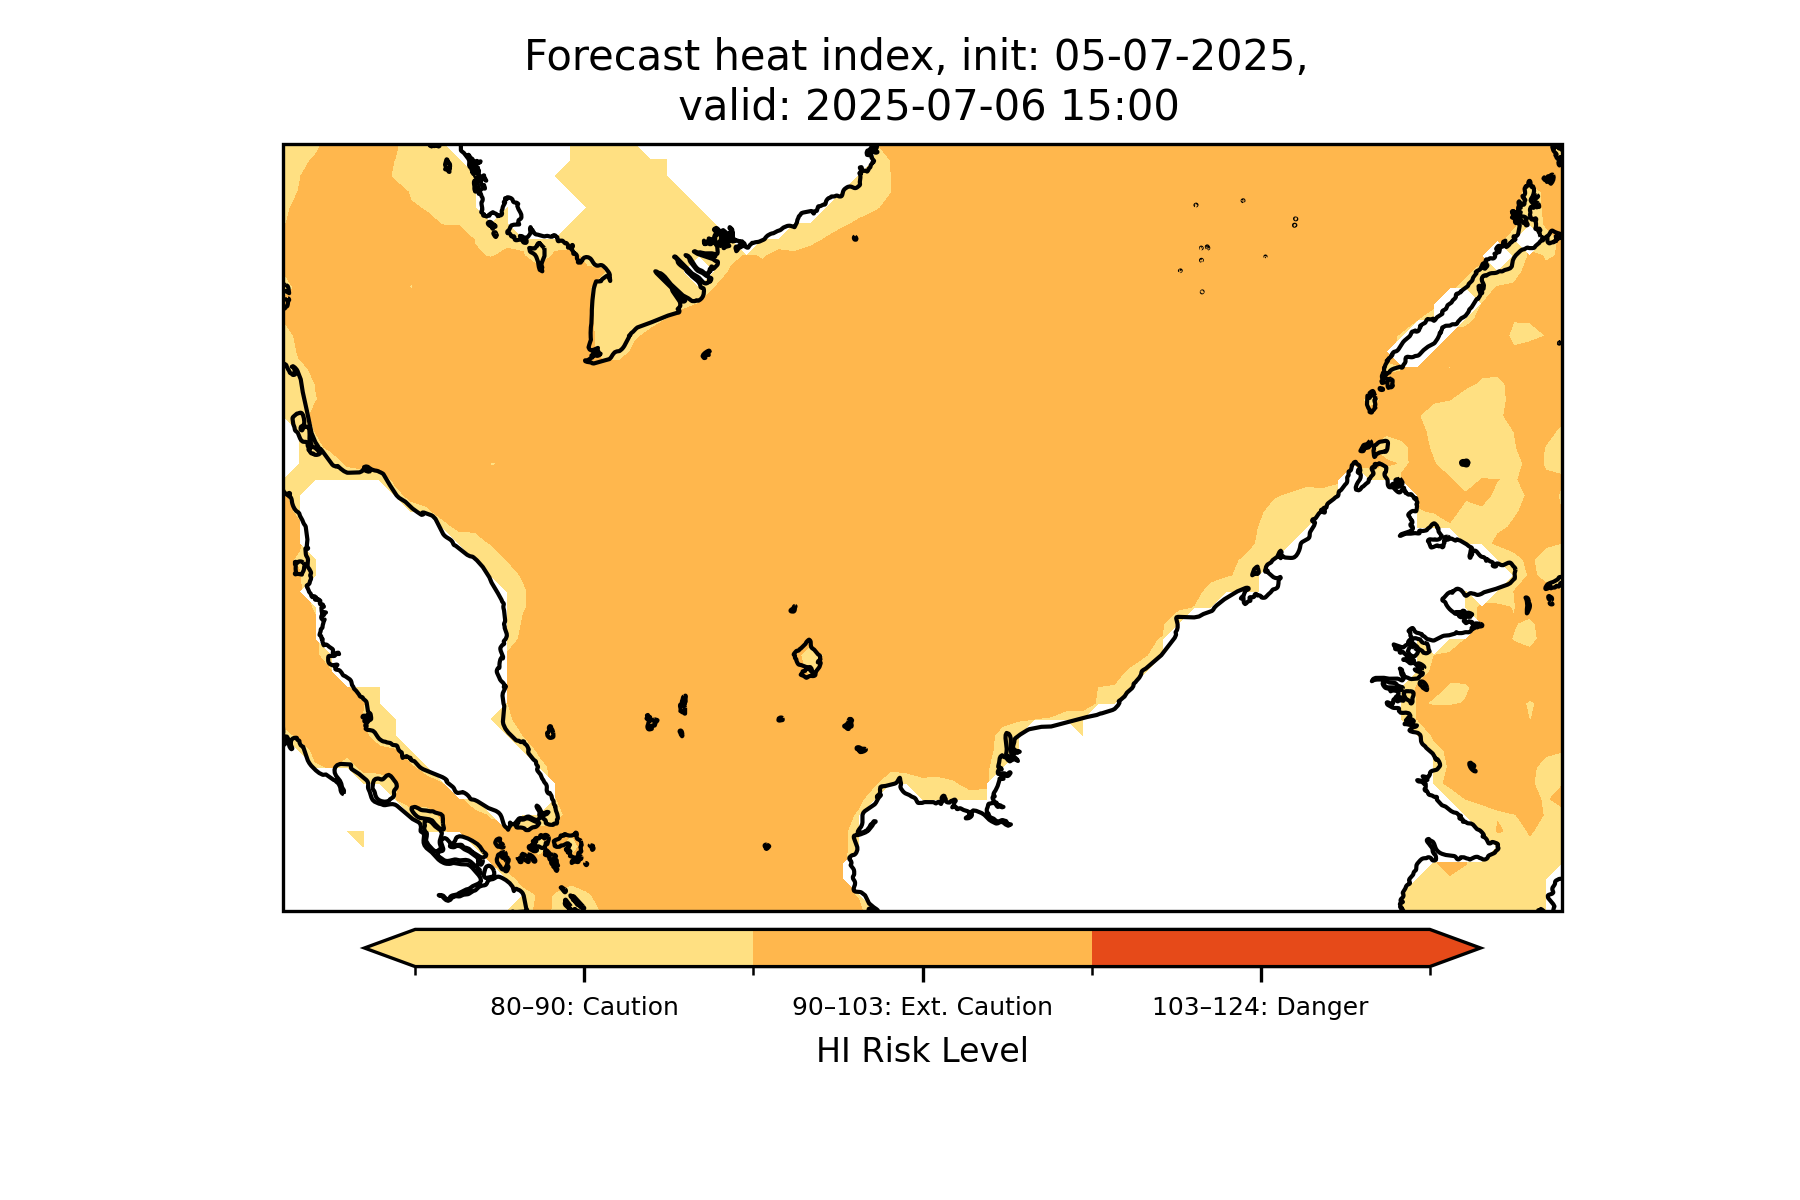 Forecast heat index, init: 05-07-2025,
valid: 2025-07-06 15:00
80–90: Caution
90–103: Ext. Caution
103–124: Danger
HI Risk Level